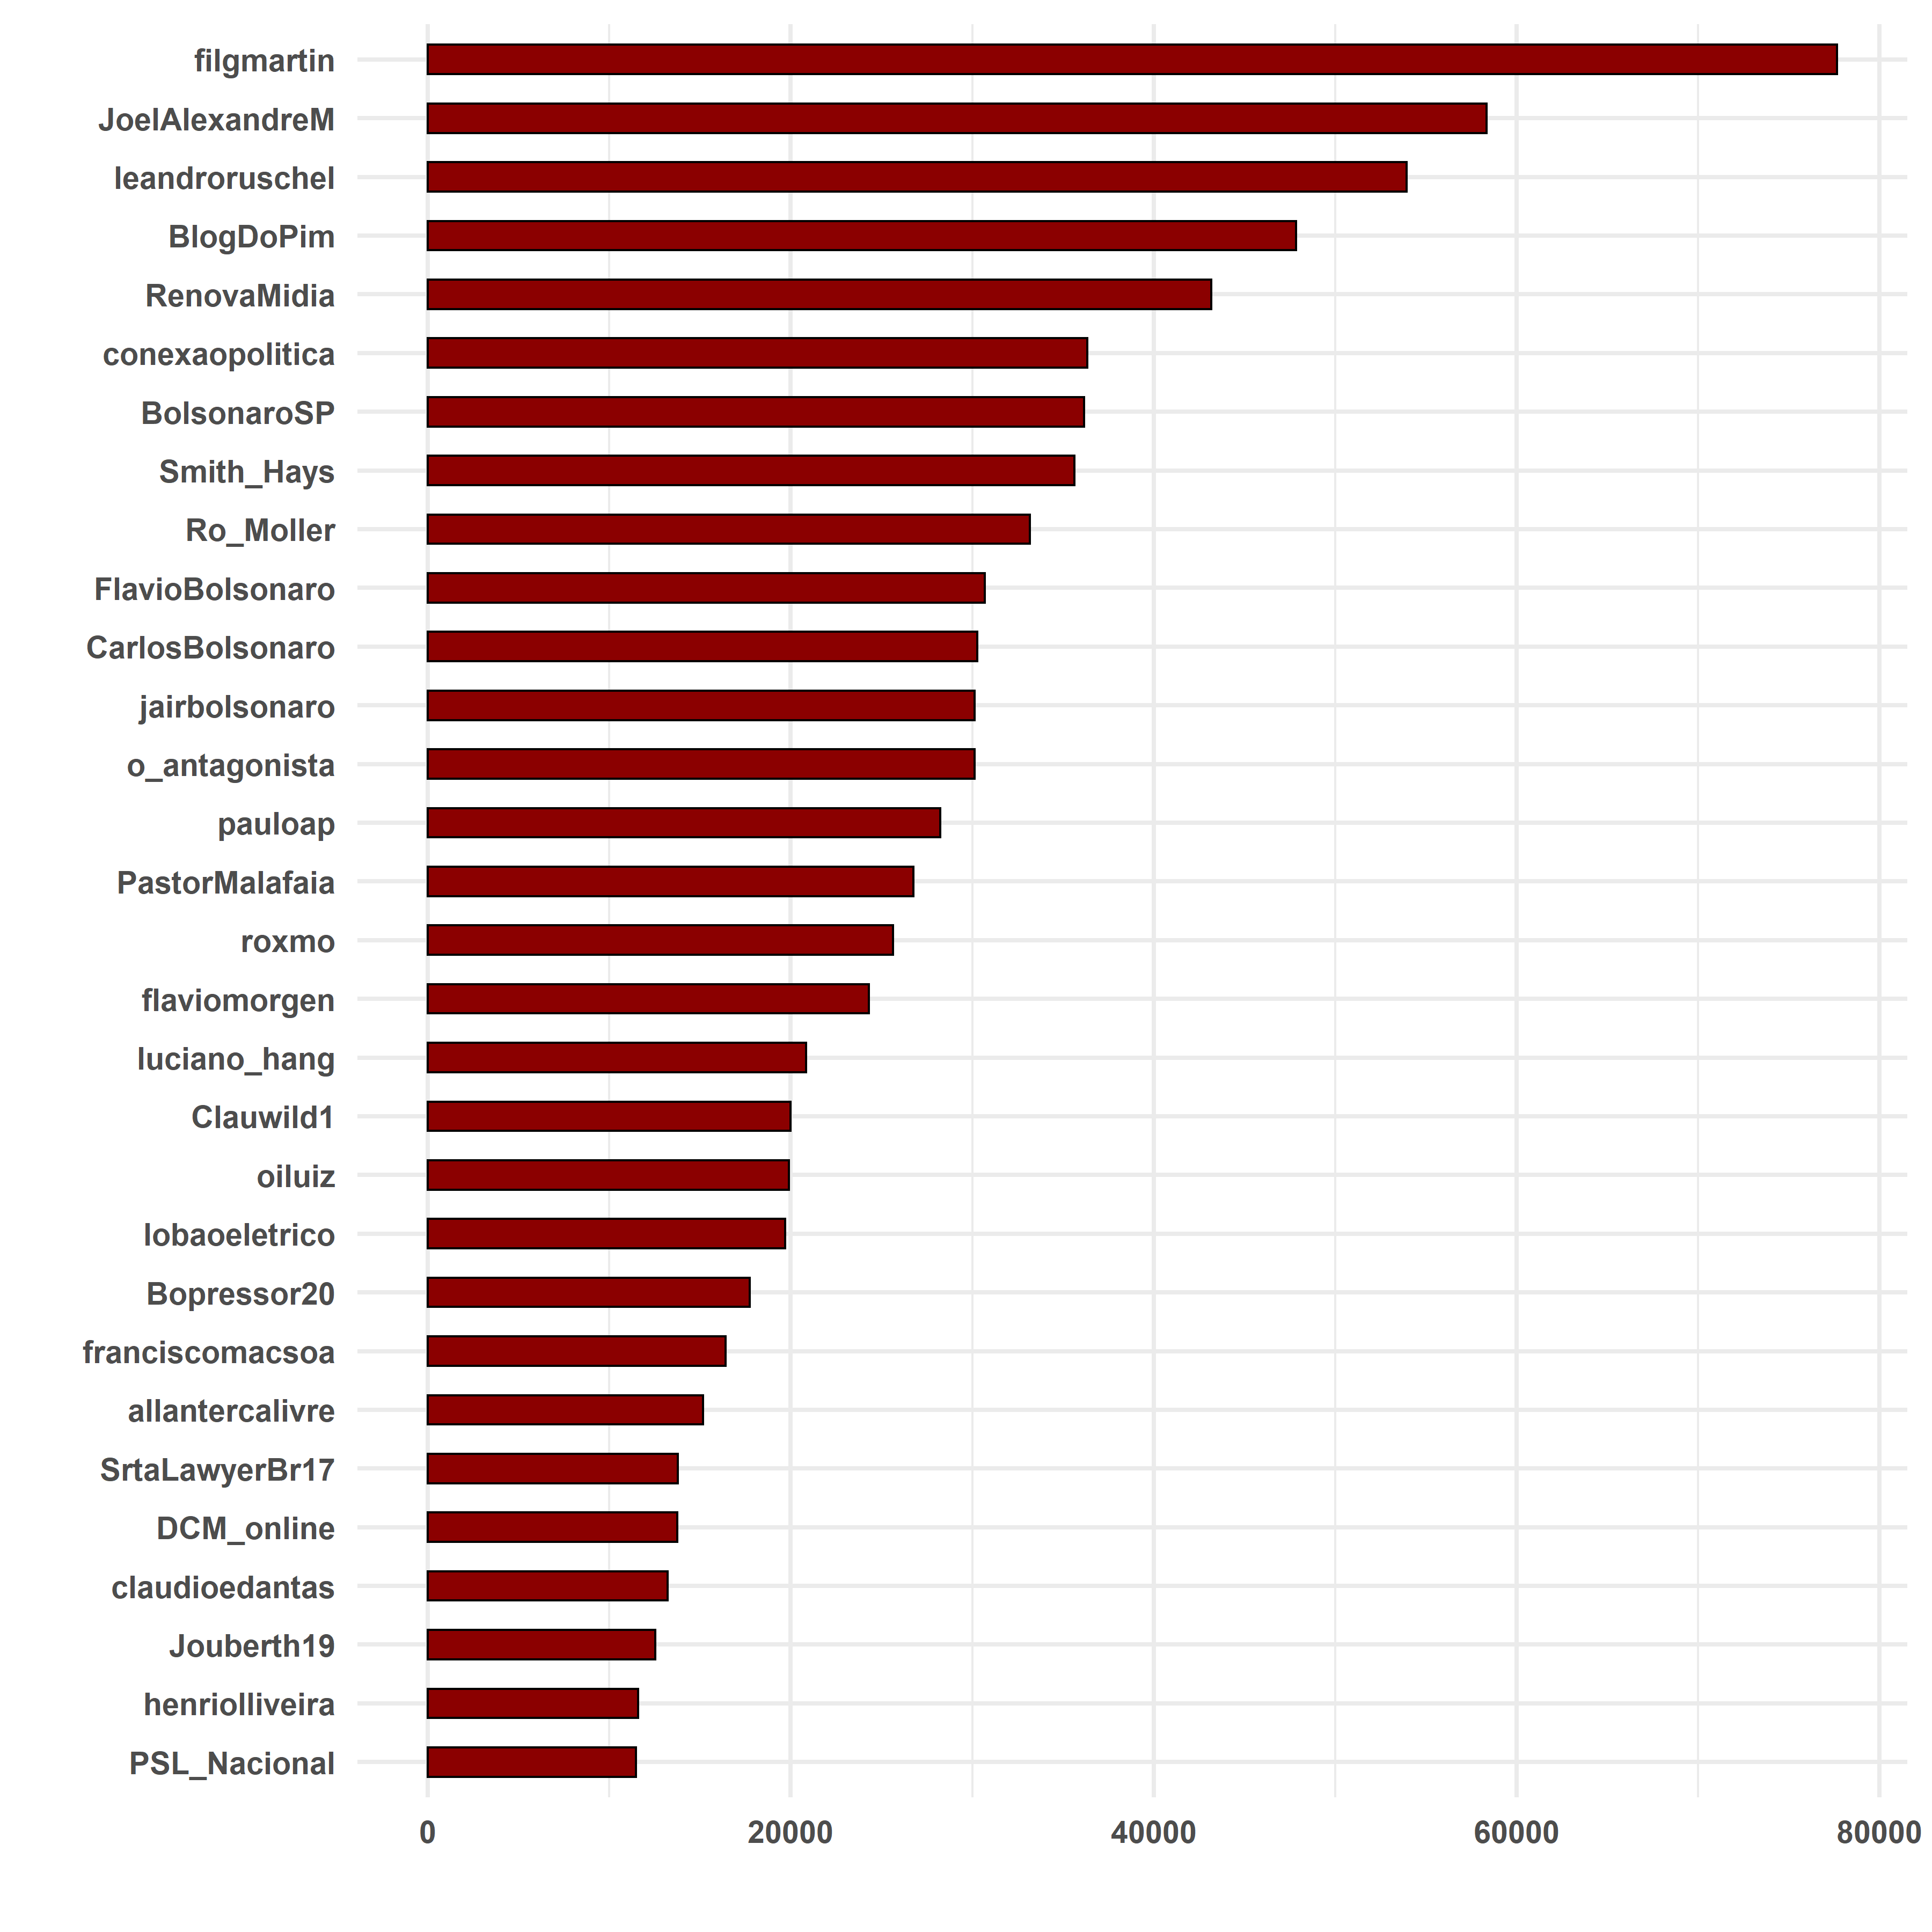 filgmartin
JoelAlexandreM
leandroruschel
BlogDoPim
RenovaMidia
conexaopolitica
BolsonaroSP
Smith_Hays
Ro_Moller
FlavioBolsonaro
CarlosBolsonaro
jairbolsonaro
o_antagonista
pauloap
PastorMalafaia
roxmo
flaviomorgen
luciano_hang
Clauwild1
oiluiz
lobaoeletrico
Bopressor20
franciscomacsoa
allantercalivre
SrtaLawyerBr17
DCM_online
claudioedantas
Jouberth19
henriolliveira
PSL_Nacional
0 20000 40000 60000 80000